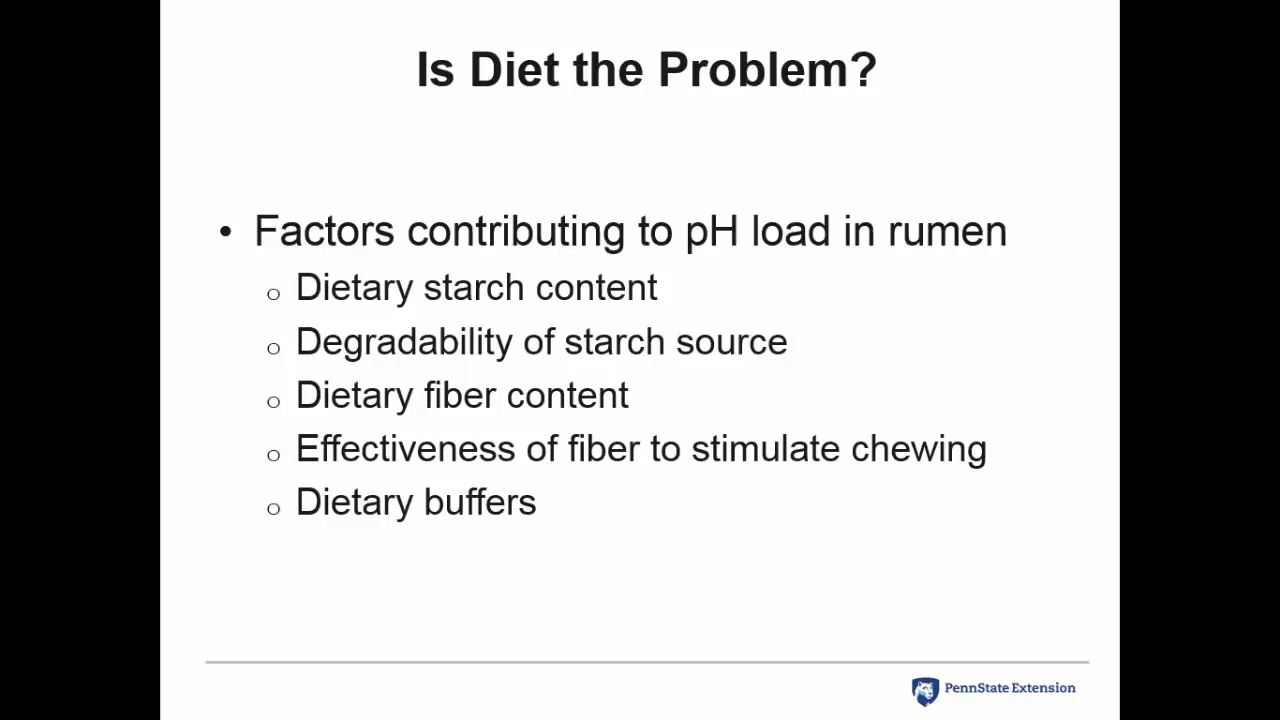 Is Diet the Problem?
• Factors contributing to pH load in rumen
o Dietary starch content
o Degradability of starch source
o Dietary fiber content
o Effectiveness of fiber to stimulate chewing
o Dietary buffers
PennState Extension